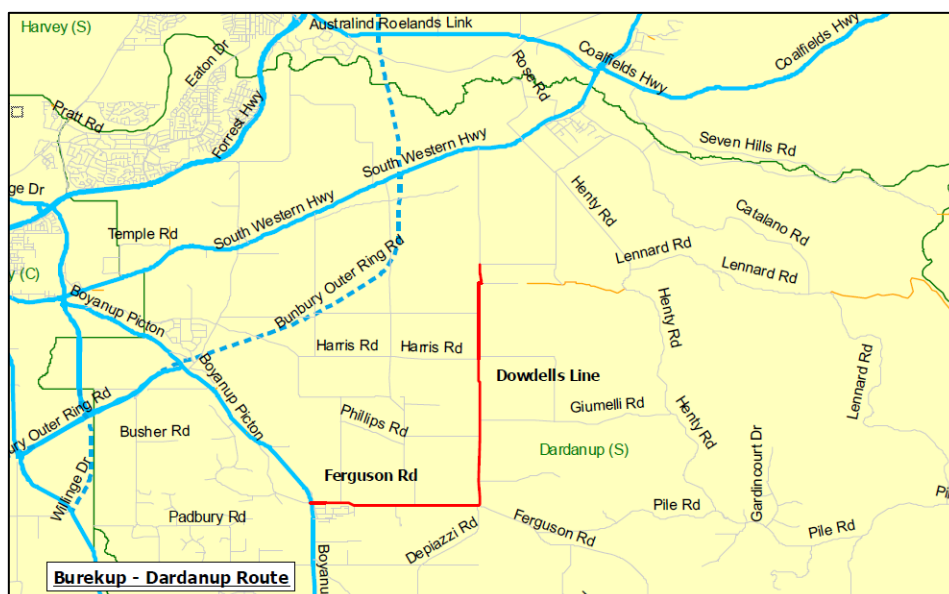 Harvey (S)
Australind Roelands Link
Eaton Dr
Coalfields Hwy
Coalfields Hwy
Rose Rd
Pratt Rd
Forrest Hwy
Seven Hills Rd
South Western Hwy
ge Dr
Henty Rd
Catalano Rd
South Western Hwy
Temple Rd
Lennard Rd
Lennard Rd
y (C)
Bunbury Outer Ring Rd
Boyanup Picton
Henty Rd
Harris Rd
Harris Rd
Boyanup Picton
Lennard Rd
Dowdells Line
Giumelli Rd
ury Outer Ring Rd
Phillips Rd
Henty Rd
Busher Rd
Dardanup (S)
Gardincourt Dr
Ferguson Rd
Willinge Dr
Padbury Rd
Pile Rd
Pi
Ferguson Rd
Pile Rd
Depiazzi Rd
Boyanu
Burekup - Dardanup Route